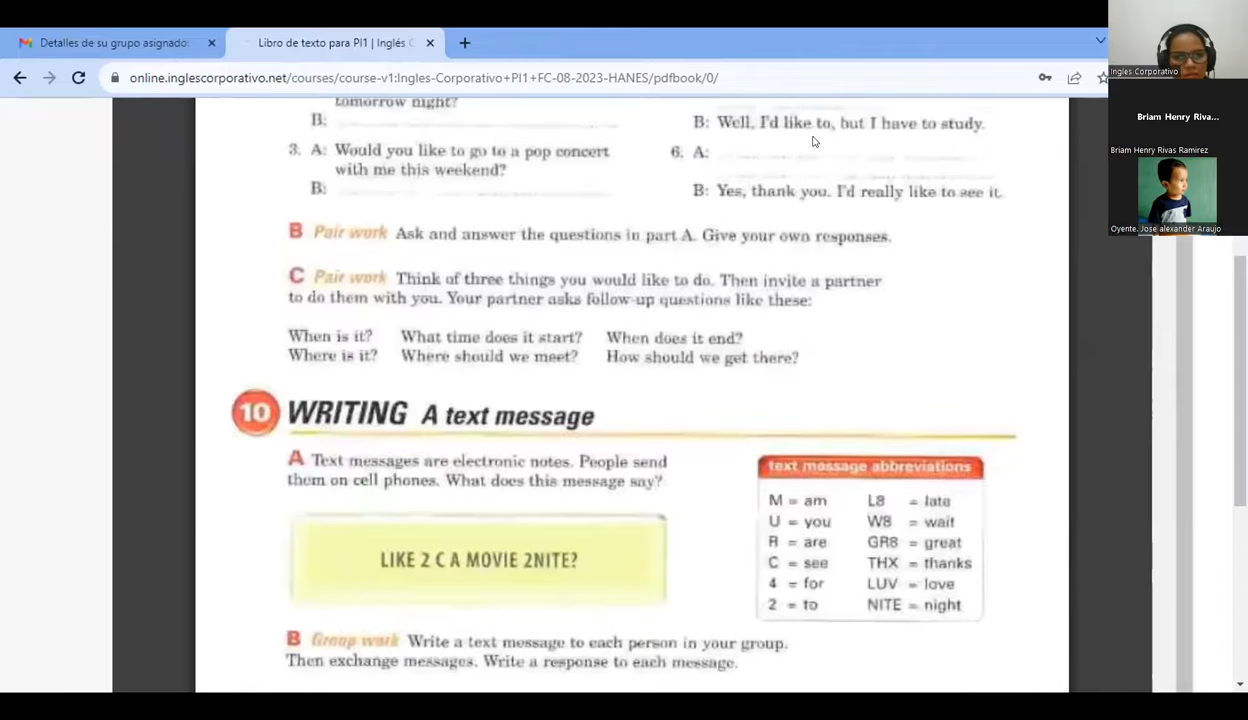 Detalles de su grupo asignado
Libro de texto para PI1 | Inglés C
online.inglescorporativo.net/courses/course-v1:Ingles-Corporativo+PI1+FC-08-2023-HANES/pdfbook/0/
Ingles Corporativo
Briam Henry Riva...
Briam Henry Rivas Ramirez
Oyente. Jose alexander Araujo
tomorrow night?
B:
3. A: Would you like to go to a pop concert
with me this weekend?
B:
B: Well, I'd like to, but I have to study.
6. A:
B: Yes, thank you. I'd really like to see it.
B Pair work Ask and answer the questions in part A. Give your own responses.
C Pair work Think of three things you would like to do. Then invite a partner
to do them with you. Your partner asks follow-up questions like these:
When is it? What time does it start? When does it end?
Where is it? Where should we meet? How should we get there?
10 WRITING A text message
A Text messages are electronic notes. People send
them on cell phones. What does this message say?
LIKE 2 C A MOVIE 2NITE?
text message abbreviations
M = am L8 = late
U = you W8 = wait
R = are GR8 = great
C = see THX = thanks
4 = for LUV = love
2 = to NITE = night
B Group work Write a text message to each person in your group.
Then exchange messages. Write a response to each message.